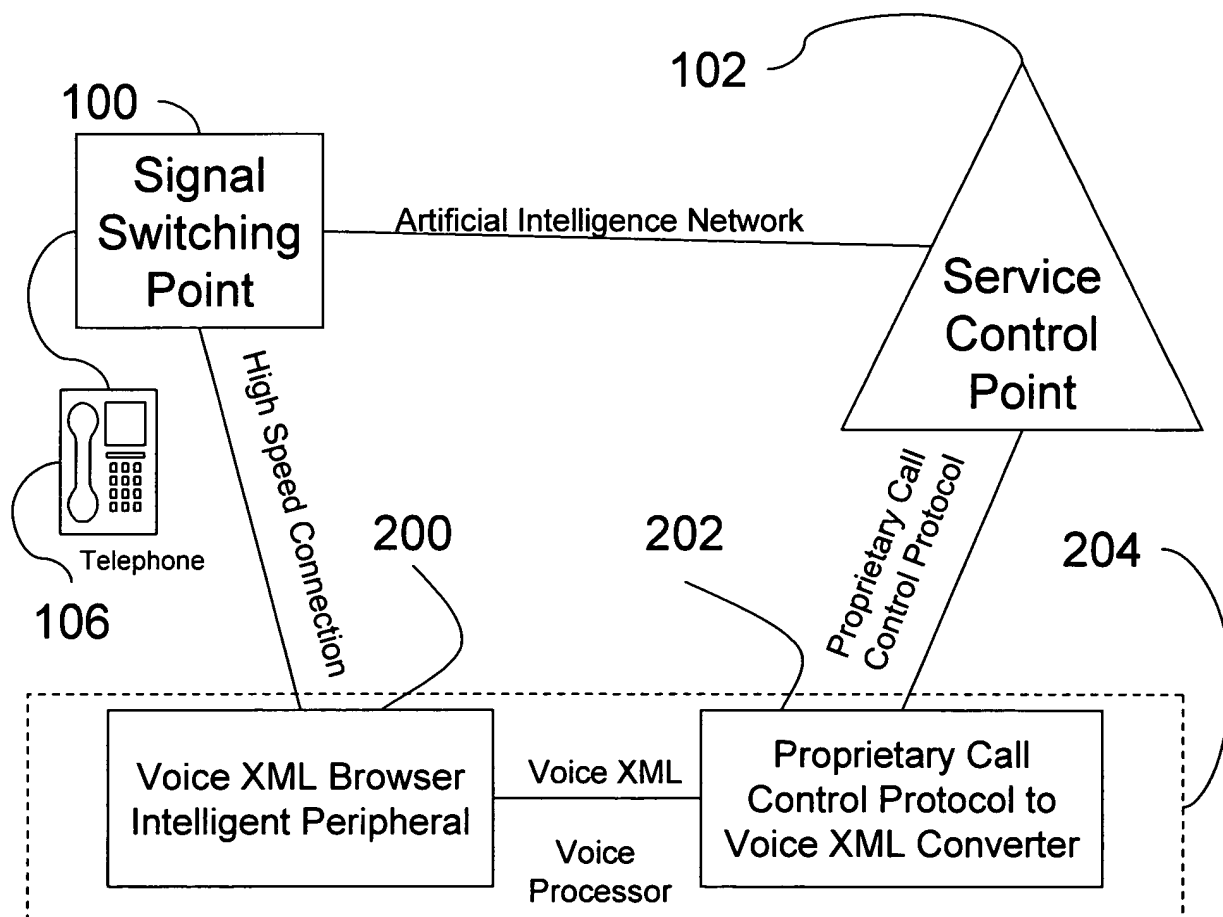 102
100
Signal
Switching
Point
Artificial Intelligence Network
Service
Control
Point
High Speed Connection
Proprietary Call
Control Protocol
Telephone
106
200
202
204
Voice XML Browser
Intelligent Peripheral
Voice XML
Proprietary Call
Control Protocol to
Voice XML Converter
Voice
Processor